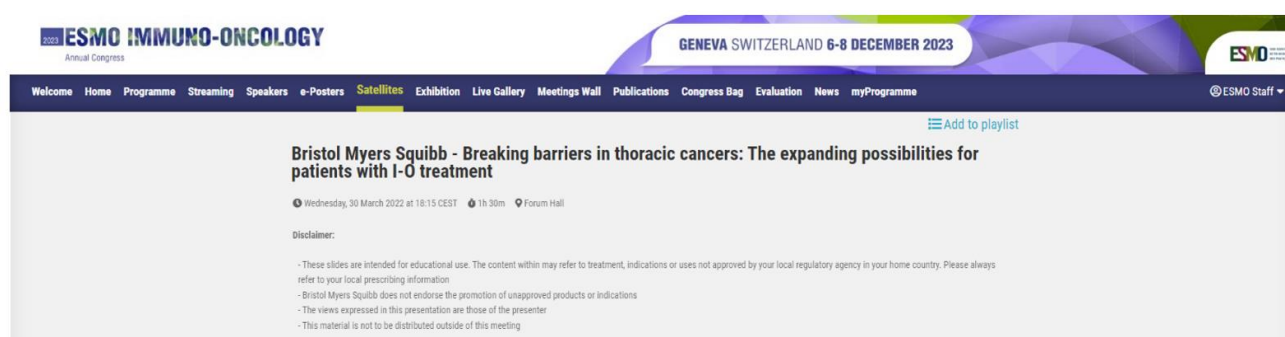 2023 ESMO IMMUNO-ONCOLOGY
Annual Congress
GENEVA SWITZERLAND 6-8 DECEMBER 2023
ESMO
Welcome Home Programme Streaming Speakers e-Posters Satellites Exhibition Live Gallery Meetings Wall Publications Congress Bag Evaluation News myProgramme ESMO Staff
Add to playlist
Bristol Myers Squibb - Breaking barriers in thoracic cancers: The expanding possibilities for
patients with I-O treatment
Wednesday, 30 March 2022 at 18:15 CEST 1h 30m Forum Hall
Disclaimer:
- These slides are intended for educational use. The content within may refer to treatment, indications or uses not approved by your local regulatory agency in your home country. Please always
refer to your local prescribing information
- Bristol Myers Squibb does not endorse the promotion of unapproved products or indications
- The views expressed in this presentation are those of the presenter
- This material is not to be distributed outside of this meeting